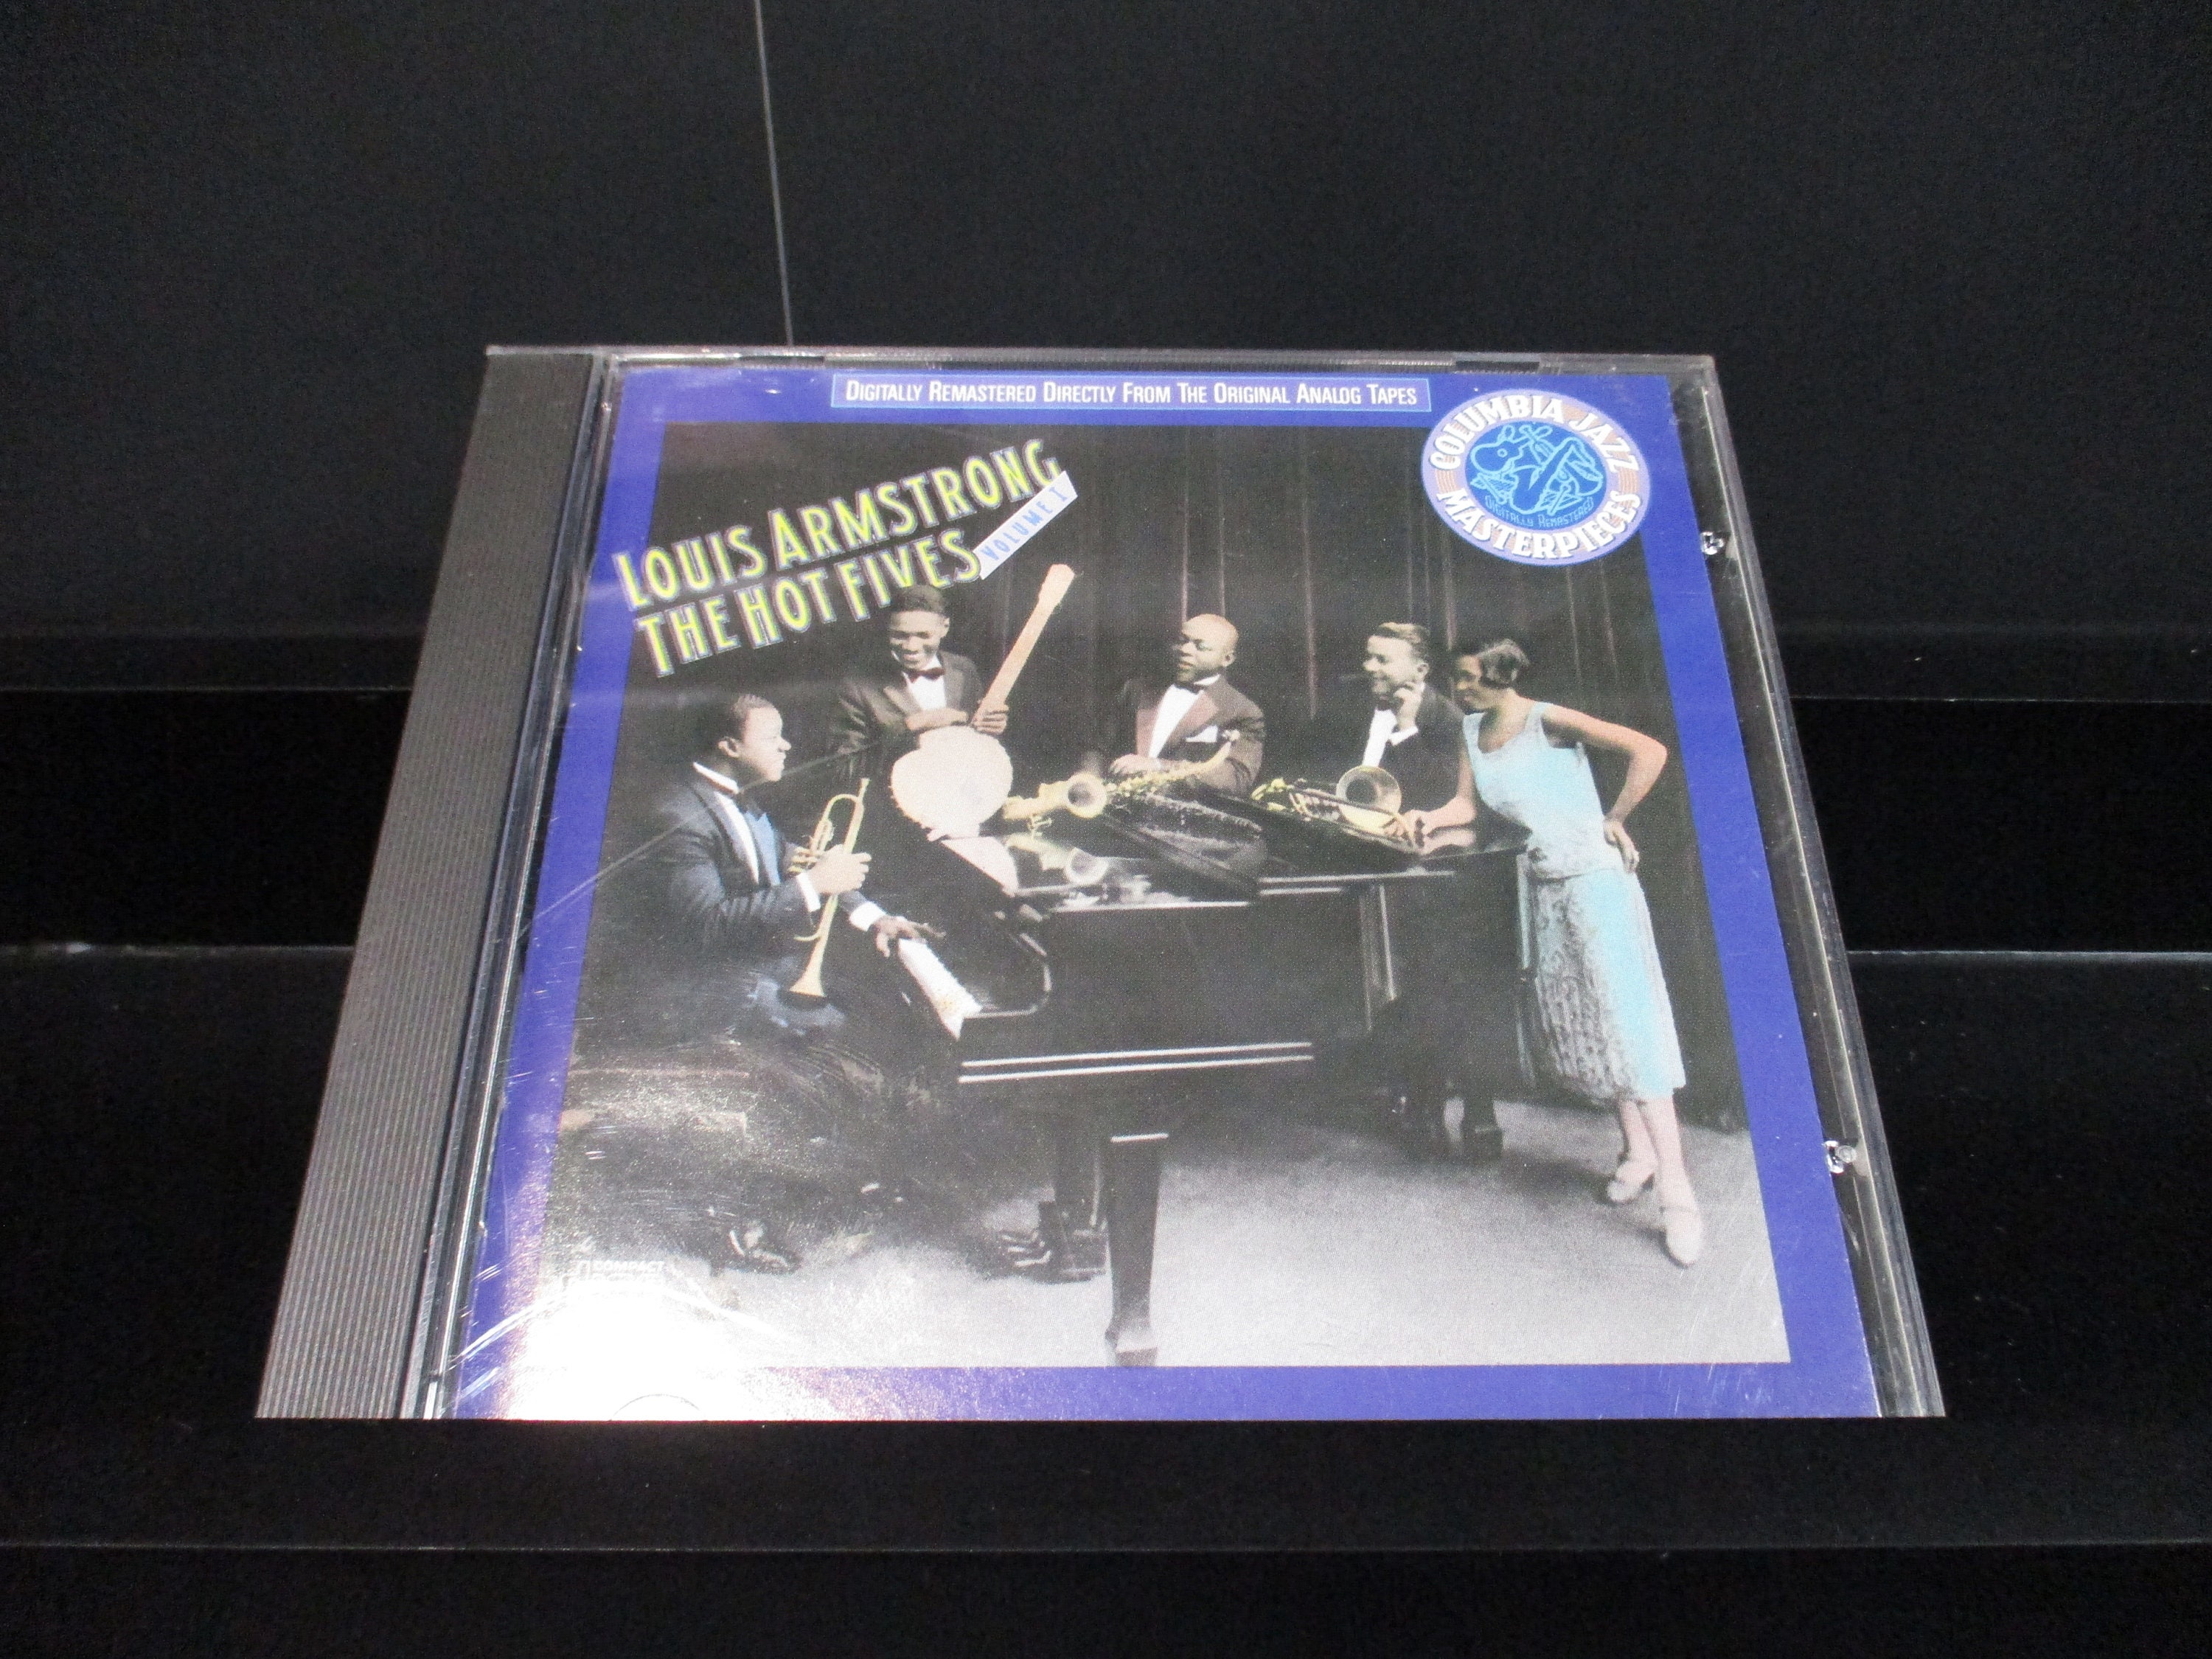 DIGITALLY REMASTERED DIRECTLY FROM THE ORIGINAL ANALOG TAPES
COLUMBIA JAZZ
MASTERPIECES
DIGITALLY REMASTERED
LOUIS ARMSTRONG
THE HOT FIVES
VOLUME I
COMPACT